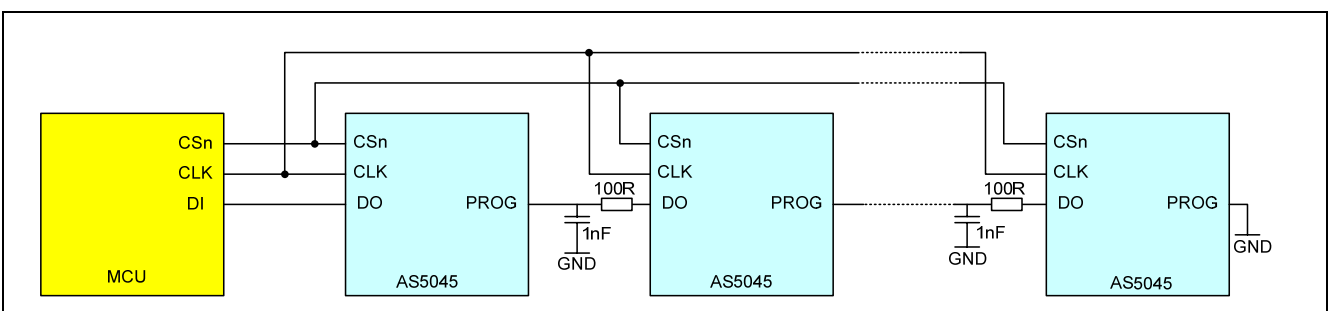 CSn CSn CSn CSn
CLK CLK CLK CLK
100R 100R
DI DO PROG DO PROG DO PROG
1nF 1nF
GND GND GND
MCU AS5045 AS5045 AS5045